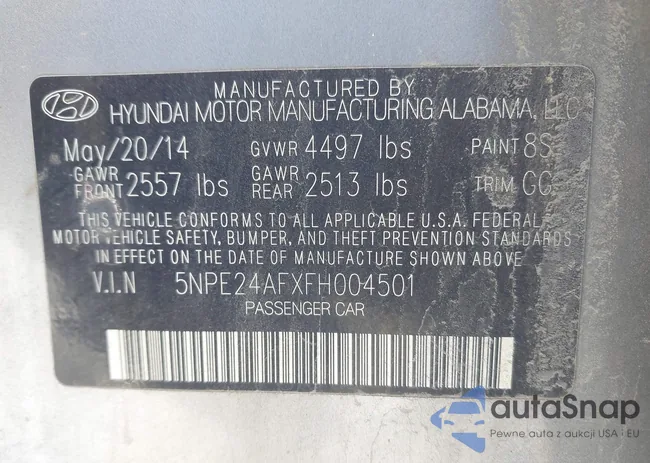 MANUFACTURED BY
HYUNDAI MOTOR MANUFACTURING ALABAMA, LLC
May/20/14 GVWR 4497 lbs PAINT 8S
GAWR FRONT 2557 lbs GAWR REAR 2513 lbs TRIM CC
THIS VEHICLE CONFORMS TO ALL APPLICABLE U.S.A. FEDERAL
MOTOR VEHICLE SAFETY, BUMPER, AND THEFT PREVENTION STANDARDS
IN EFFECT ON THE DATE OF MANUFACTURE SHOWN ABOVE.
V.I.N 5NPE24AFXFH004501
PASSENGER CAR
autaSnap
Pewne auta z aukcji USA - EU